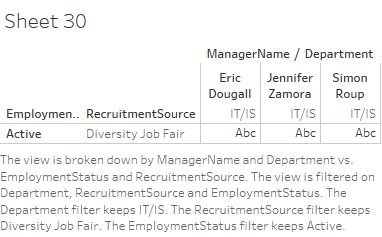 Sheet 30
ManagerName / Department
Eric Dougall Jennifer Zamora Simon Roup
Employmen.. RecruitmentSource IT/IS IT/IS IT/IS
Active Diversity Job Fair Abc Abc Abc
The view is broken down by ManagerName and Department vs.
EmploymentStatus and RecruitmentSource. The view is filtered on
Department, RecruitmentSource and EmploymentStatus. The
Department filter keeps IT/IS. The RecruitmentSource filter keeps
Diversity Job Fair. The EmploymentStatus filter keeps Active.